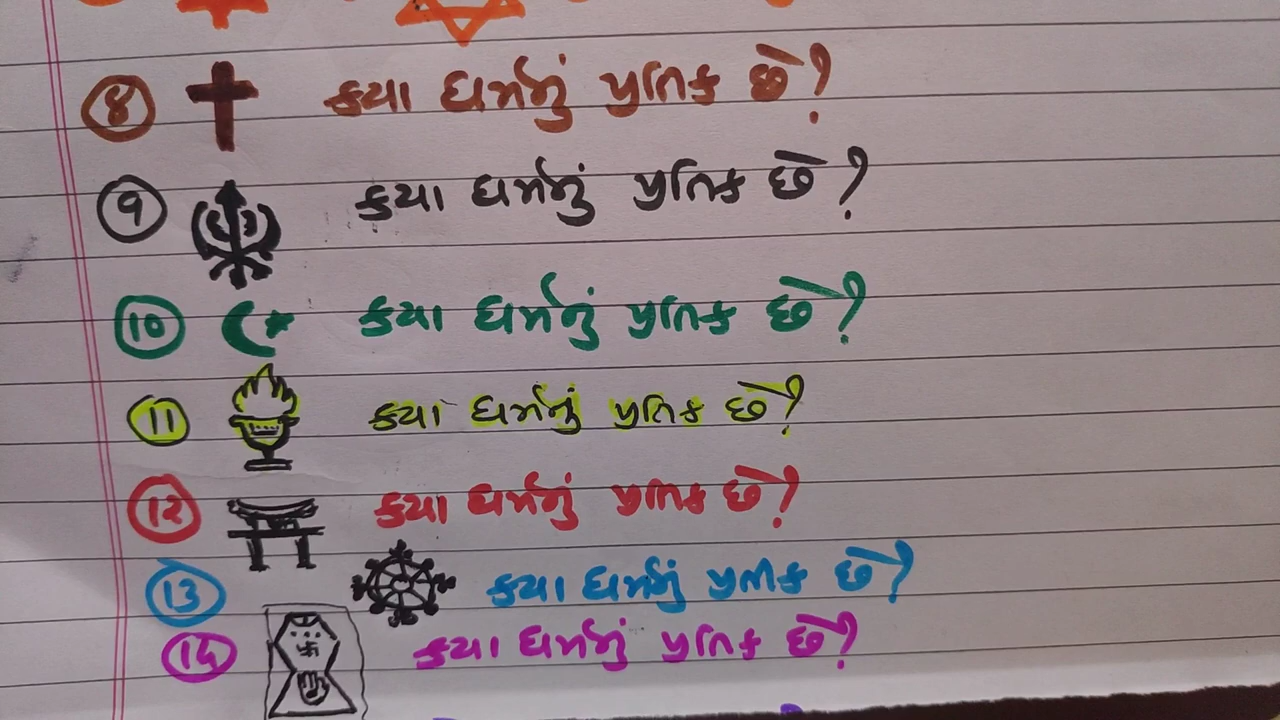 ૪ કયા ધર્મનું પ્રતિક છે?
9 કયા ધર્મનું પ્રતિક છે?
10 કયા ધર્મનું પ્રતિક છે?
11 કયા ધર્મનું પ્રતિક છે?
12 કયા ધર્મનું પ્રતિક છે?
13 કયા ધર્મનું પ્રતીક છે?
14 કયા ધર્મનું પ્રતિક છે?